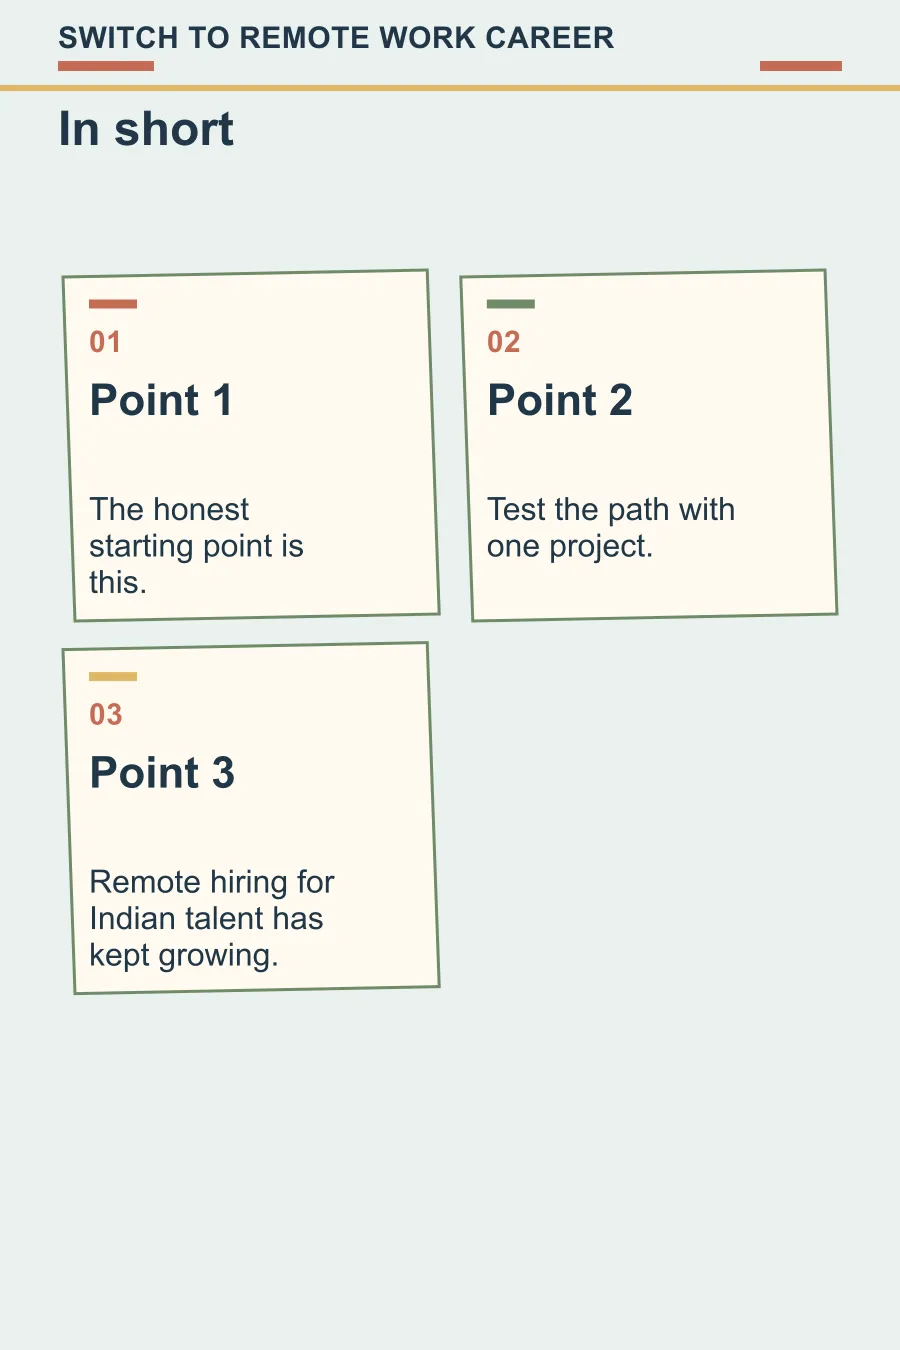 SWITCH TO REMOTE WORK CAREER
In short
01
Point 1
The honest
starting point is
this.
02
Point 2
Test the path with
one project.
03
Point 3
Remote hiring for
Indian talent has
kept growing.